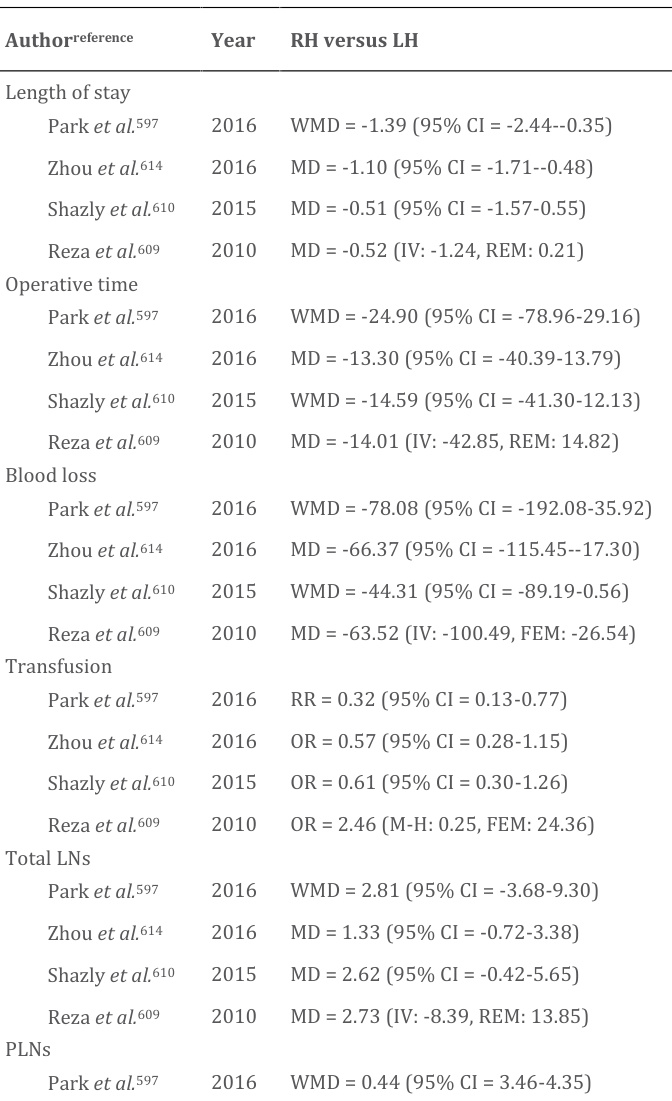 Authorreference Year RH versus LH
Length of stay
Park et al.597 2016 WMD = -1.39 (95% CI = -2.44--0.35)
Zhou et al.614 2016 MD = -1.10 (95% CI = -1.71--0.48)
Shazly et al.610 2015 MD = -0.51 (95% CI = -1.57-0.55)
Reza et al.609 2010 MD = -0.52 (IV: -1.24, REM: 0.21)
Operative time
Park et al.597 2016 WMD = -24.90 (95% CI = -78.96-29.16)
Zhou et al.614 2016 MD = -13.30 (95% CI = -40.39-13.79)
Shazly et al.610 2015 WMD = -14.59 (95% CI = -41.30-12.13)
Reza et al.609 2010 MD = -14.01 (IV: -42.85, REM: 14.82)
Blood loss
Park et al.597 2016 WMD = -78.08 (95% CI = -192.08-35.92)
Zhou et al.614 2016 MD = -66.37 (95% CI = -115.45--17.30)
Shazly et al.610 2015 WMD = -44.31 (95% CI = -89.19-0.56)
Reza et al.609 2010 MD = -63.52 (IV: -100.49, FEM: -26.54)
Transfusion
Park et al.597 2016 RR = 0.32 (95% CI = 0.13-0.77)
Zhou et al.614 2016 OR = 0.57 (95% CI = 0.28-1.15)
Shazly et al.610 2015 OR = 0.61 (95% CI = 0.30-1.26)
Reza et al.609 2010 OR = 2.46 (M-H: 0.25, FEM: 24.36)
Total LNs
Park et al.597 2016 WMD = 2.81 (95% CI = -3.68-9.30)
Zhou et al.614 2016 MD = 1.33 (95% CI = -0.72-3.38)
Shazly et al.610 2015 MD = 2.62 (95% CI = -0.42-5.65)
Reza et al.609 2010 MD = 2.73 (IV: -8.39, REM: 13.85)
PLNs
Park et al.597 2016 WMD = 0.44 (95% CI = 3.46-4.35)